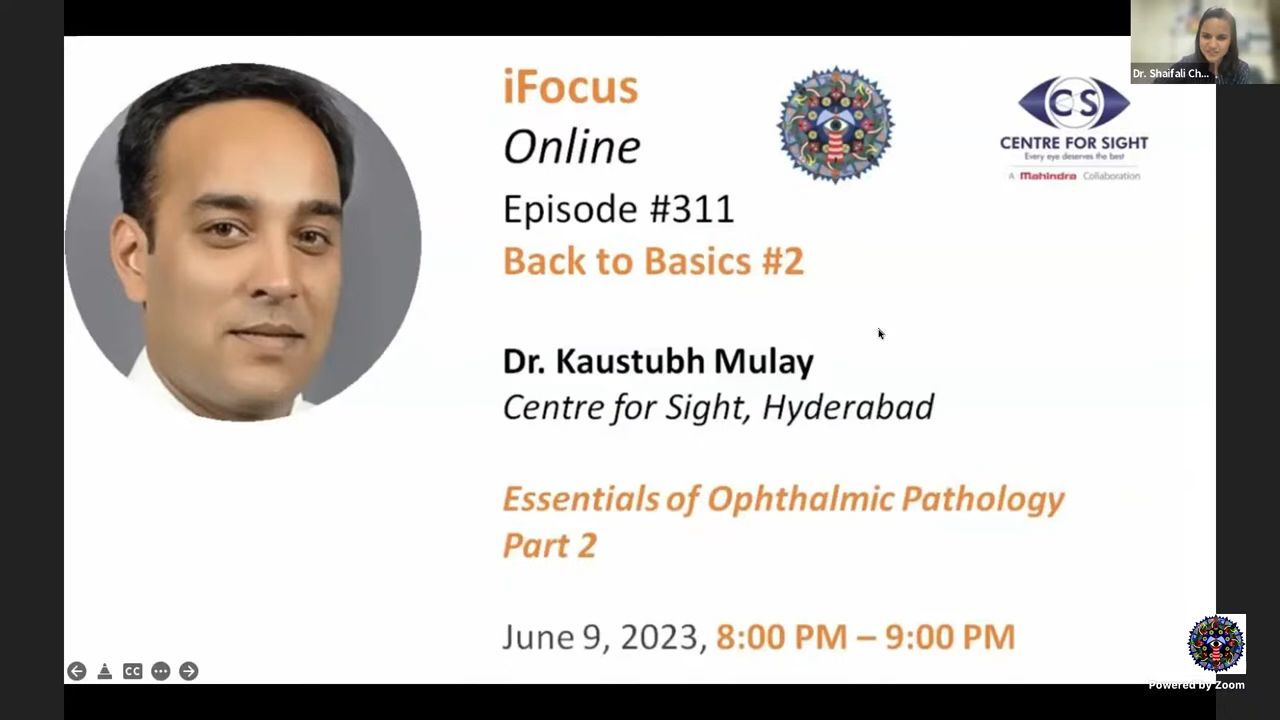 Dr. Shaifali Ch...
iFocus
Online
Episode #311
Back to Basics #2
CS
CENTRE FOR SIGHT
Every eye deserves the best
A Mahindra Collaboration
Dr. Kaustubh Mulay
Centre for Sight, Hyderabad
Essentials of Ophthalmic Pathology
Part 2
June 9, 2023, 8:00 PM – 9:00 PM
CC
Powered by Zoom